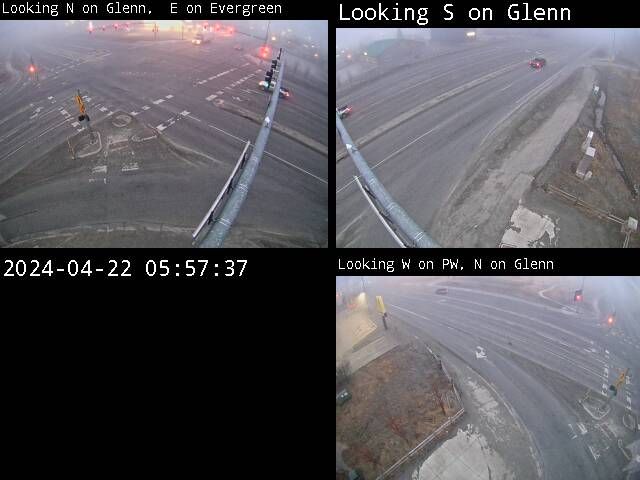 Looking N on Glenn,  E on Evergreen
Looking S on Glenn
2024-04-22 05:57:37
Looking W on PW, N on Glenn